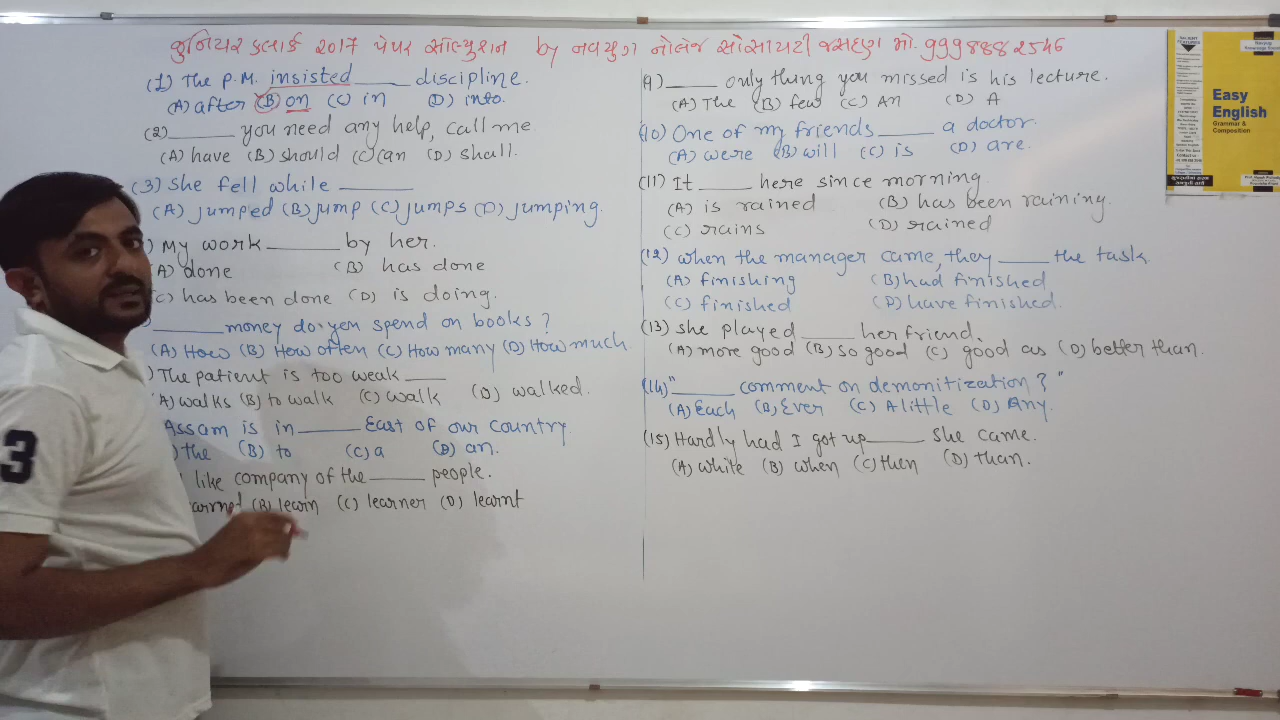 જુનિયર ક્લાર્ક ૨૦૧૭ પેપર સોલ્યુશન by નવયુગ નોલેજ સોસાયટી જસદણ મો. ૯૯૯૮૪૪૪ ૨૫૫૬
(1) The P.M. insisted ____ discipline.
(A) after (B) on (C) in (D) into.
(2) ____ you need any help, call me
(A) have (B) should (C) can (D) shall.
(3) She fell while ____
(A) jumped (B) jump (C) jumps (D) jumping.
) My work ____ by her.
(A) done (B) has done
(C) has been done (D) is doing.
) ____ money do you spend on books?
(A) How (B) How often (C) How many (D) How much.
) The patient is too weak ____
(A) walks (B) to walk (C) walk (D) walked.
Assam is in ____ East of our country.
) the (B) to (C) a (D) an.
like company of the ____ people.
(B) learn (C) learner (D) learnt
____ thing you mind is his lecture.
(A) The (B) Few (C) An (D) A
(10) One of my friends ____ a doctor.
(A) were (B) will (C) is (D) are.
(11) It ____ here since morning
(A) is rained (B) has been raining.
(C) rains (D) rained
(12) when the manager came, they ____ the task
(A) finishing (B) had finished
(C) finished (D) have finished.
(13) She played ____ her friend.
(A) more good (B) so good (C) good as (D) better than.
(14) " ____ comment on demonitization? "
(A) Each (B) Ever (C) A little (D) Any.
(15) Hardly had I got up ____ she came.
(A) white (B) when (C) then (D) than.
Easy
English
Grammar &
Composition